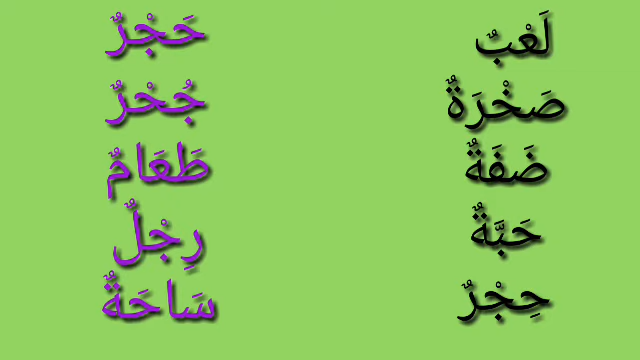 لَعْبٌ
حَجْرٌ
صَخْرَةٌ
جُحْرٌ
ضَفَةٌ
طَعَامٌ
حَبَّةٌ
رِجْلٌ
حِجْرٌ
سَاحَةٌ